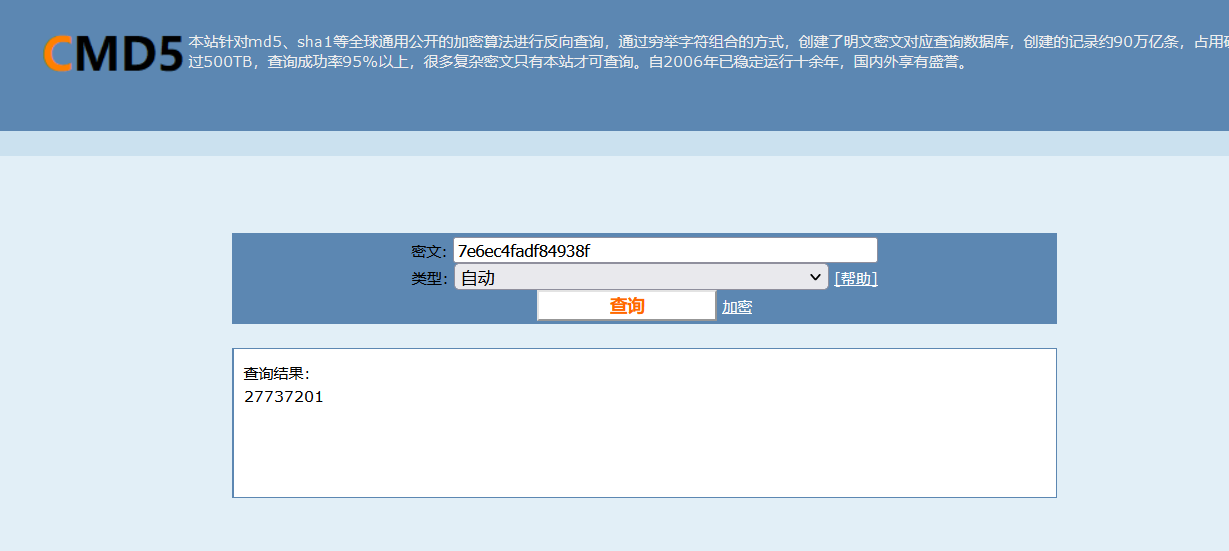 CMD5
本站针对md5、sha1等全球通用公开的加密算法进行反向查询，通过穷举字符组合的方式，创建了明文密文对应查询数据库，创建的记录约90万亿条，占用
过500TB，查询成功率95%以上，很多复杂密文只有本站才可查询。自2006年已稳定运行十余年，国内外享有盛誉。
密文： 7e6ec4fadf84938f
类型： 自动 [帮助]
查询 加密
查询结果：
27737201